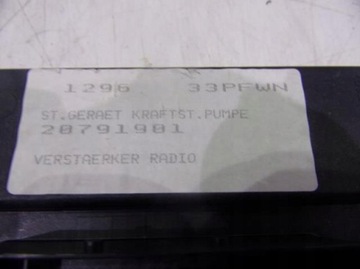 1296 33PFWN
ST.GERAET KRAFTST.PUMPE
28791981
VERSTAERKER RADIO